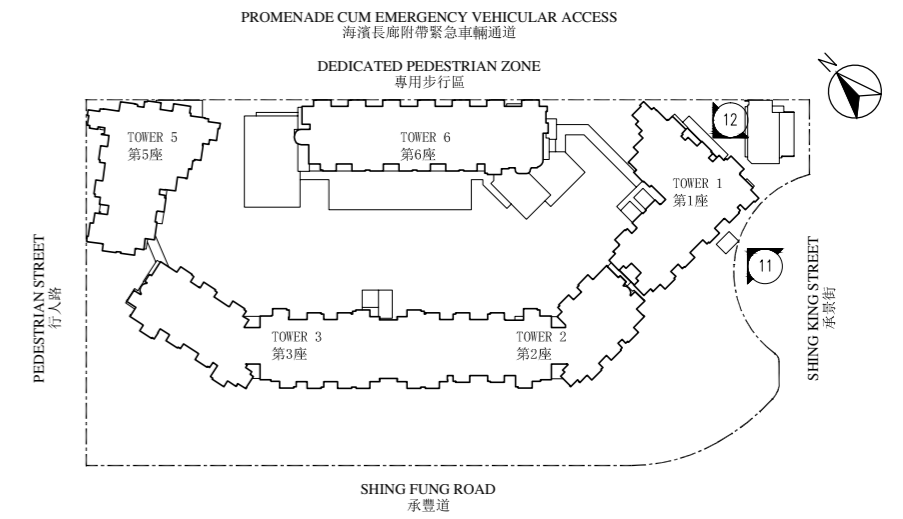 PROMENADE CUM EMERGENCY VEHICULAR ACCESS
海濱長廊附帶緊急車輛通道
DEDICATED PEDESTRIAN ZONE
專用步行區
N
TOWER 5
第5座
TOWER 6
第6座
12
TOWER 1
第1座
11
PEDESTRIAN STREET
行人路
SHING KING STREET
承景街
TOWER 3
第3座
TOWER 2
第2座
SHING FUNG ROAD
承豐道